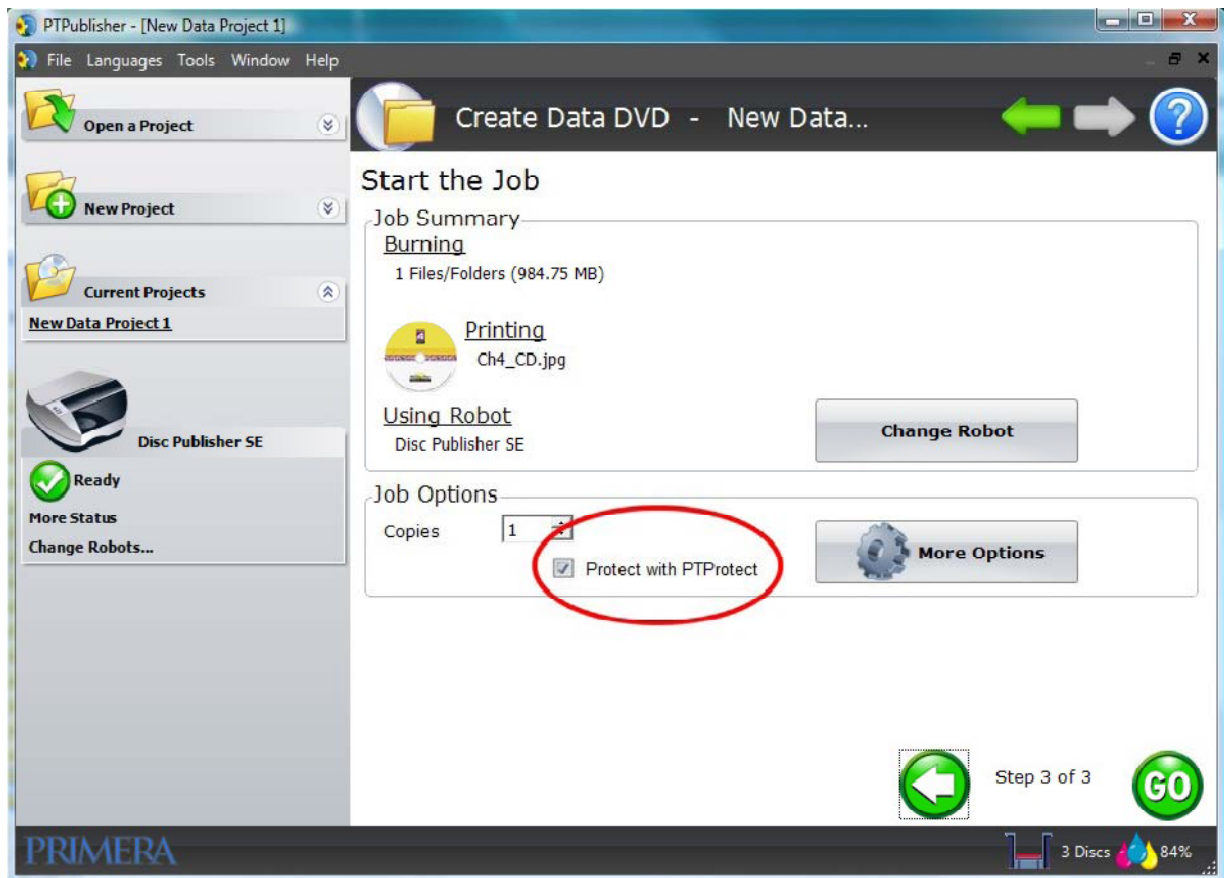 PTPublisher - [New Data Project 1]
File Languages Tools Window Help
Open a Project
New Project
Current Projects
New Data Project 1
Disc Publisher SE
Ready
More Status
Change Robots...
Create Data DVD - New Data...
Start the Job
Job Summary
Burning
1 Files/Folders (984.75 MB)
Printing
Ch4_CD.jpg
Using Robot
Disc Publisher SE
Change Robot
Job Options
Copies 1
Protect with PTProtect
More Options
Step 3 of 3
GO
PRIMERA
3 Discs 84%